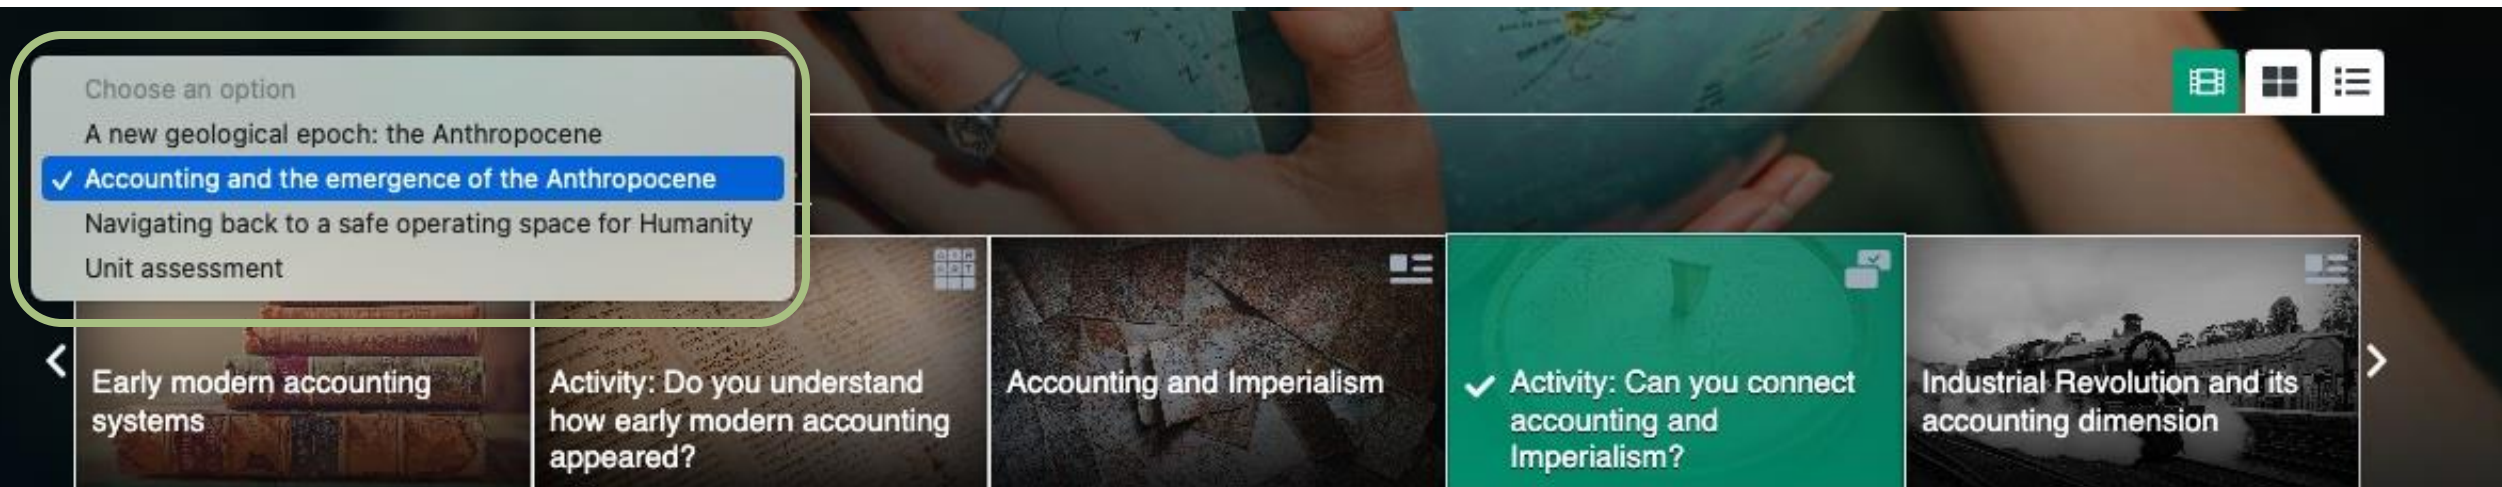 Choose an option
A new geological epoch: the Anthropocene
Accounting and the emergence of the Anthropocene
Navigating back to a safe operating space for Humanity
Unit assessment
Early modern accounting
systems
Activity: Do you understand
how early modern accounting
appeared?
Accounting and Imperialism
Activity: Can you connect
accounting and
Imperialism?
Industrial Revolution and its
accounting dimension